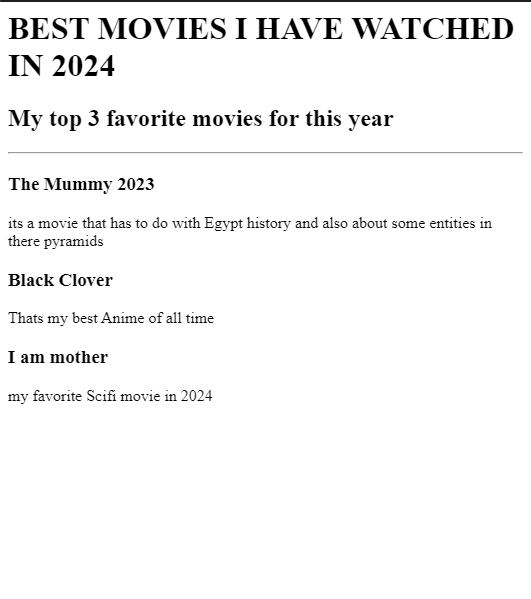 BEST MOVIES I HAVE WATCHED
IN 2024
My top 3 favorite movies for this year
The Mummy 2023
its a movie that has to do with Egypt history and also about some entities in
there pyramids
Black Clover
Thats my best Anime of all time
I am mother
my favorite Scifi movie in 2024